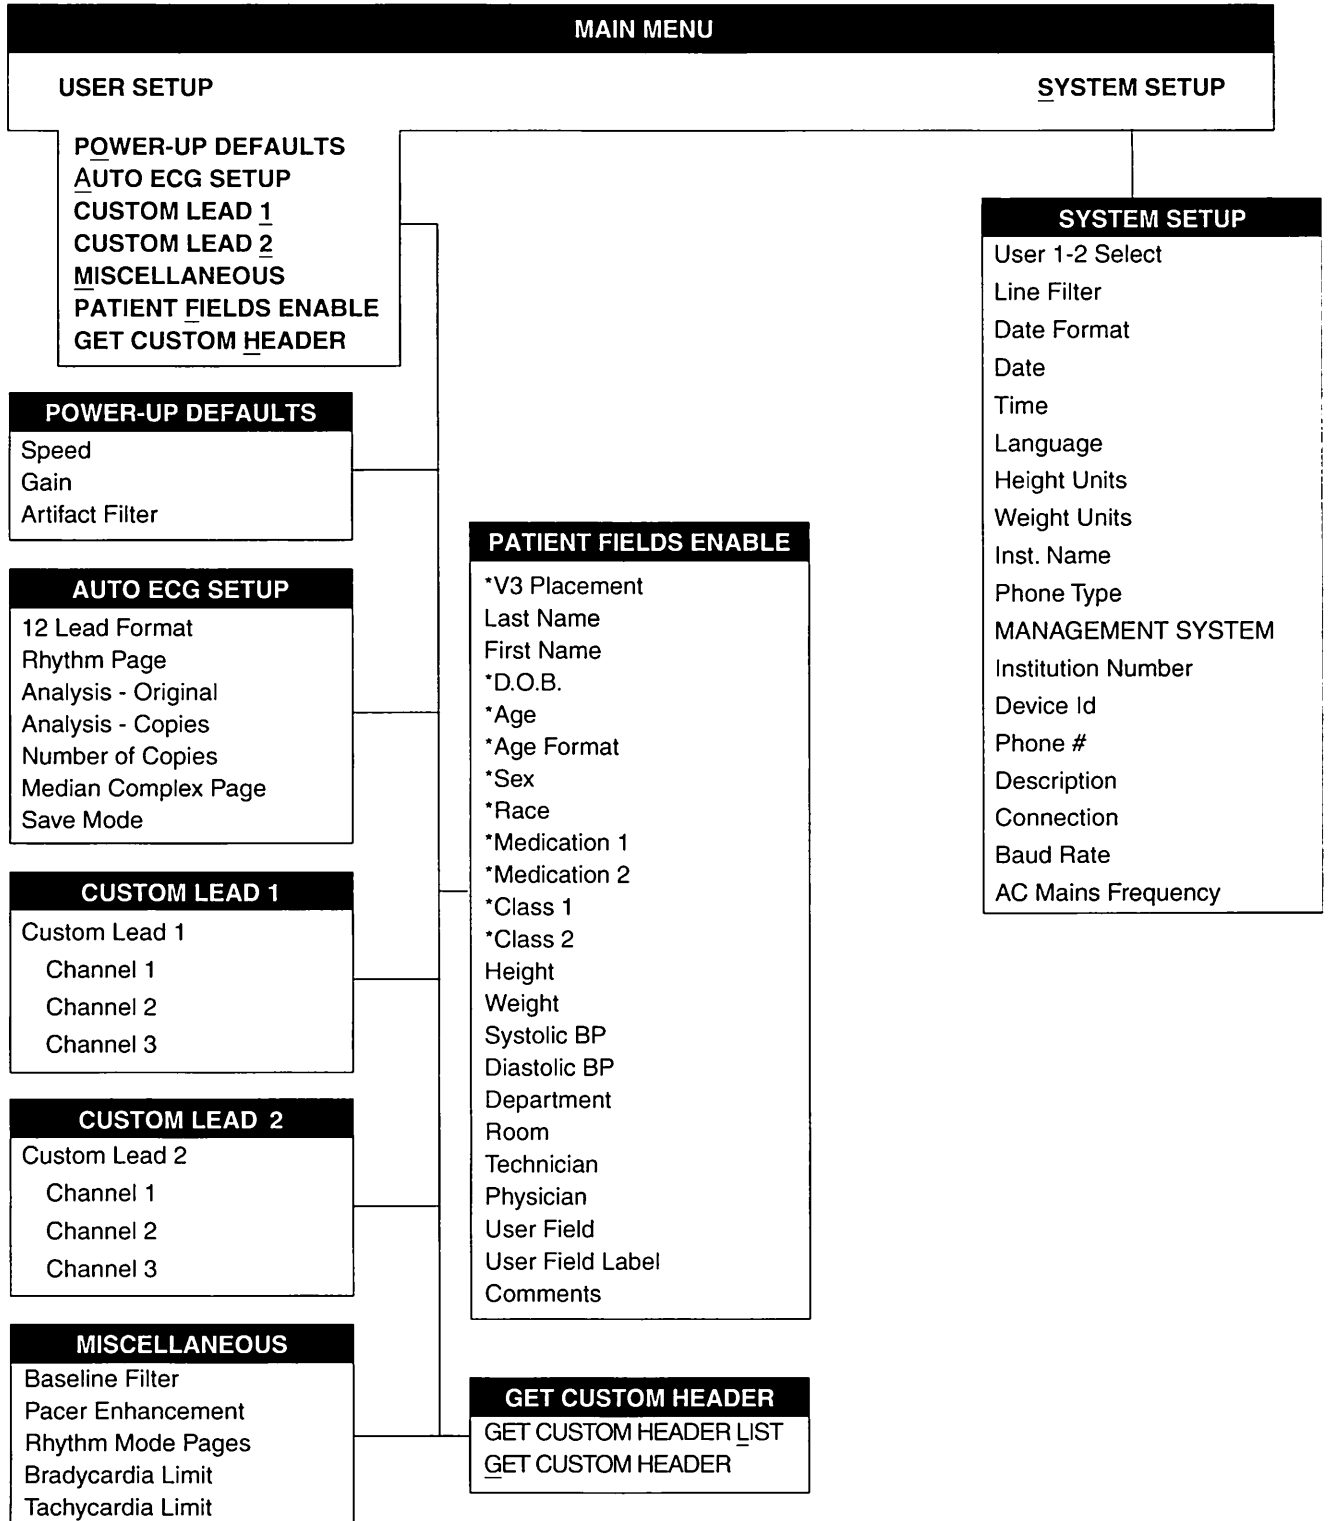 MAIN MENU
USER SETUP
SYSTEM SETUP
POWER-UP DEFAULTS
AUTO ECG SETUP
CUSTOM LEAD 1
CUSTOM LEAD 2
MISCELLANEOUS
PATIENT FIELDS ENABLE
GET CUSTOM HEADER
POWER-UP DEFAULTS
Speed
Gain
Artifact Filter
AUTO ECG SETUP
12 Lead Format
Rhythm Page
Analysis - Original
Analysis - Copies
Number of Copies
Median Complex Page
Save Mode
CUSTOM LEAD 1
Custom Lead 1
Channel 1
Channel 2
Channel 3
CUSTOM LEAD 2
Custom Lead 2
Channel 1
Channel 2
Channel 3
MISCELLANEOUS
Baseline Filter
Pacer Enhancement
Rhythm Mode Pages
Bradycardia Limit
Tachycardia Limit
PATIENT FIELDS ENABLE
*V3 Placement
Last Name
First Name
*D.O.B.
*Age
*Age Format
*Sex
*Race
*Medication 1
*Medication 2
*Class 1
*Class 2
Height
Weight
Systolic BP
Diastolic BP
Department
Room
Technician
Physician
User Field
User Field Label
Comments
GET CUSTOM HEADER
GET CUSTOM HEADER LIST
GET CUSTOM HEADER
SYSTEM SETUP
User 1-2 Select
Line Filter
Date Format
Date
Time
Language
Height Units
Weight Units
Inst. Name
Phone Type
MANAGEMENT SYSTEM
Institution Number
Device Id
Phone #
Description
Connection
Baud Rate
AC Mains Frequency